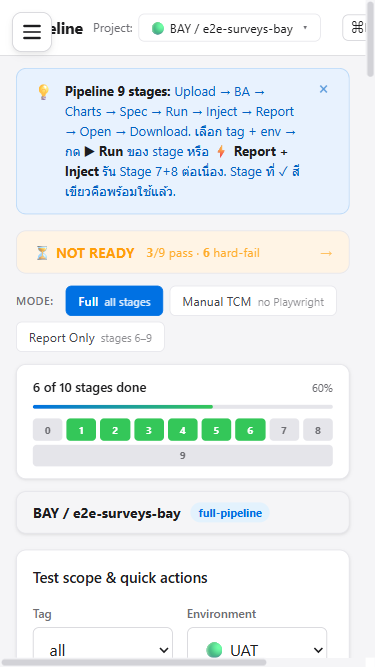 eline Project: BAY / e2e-surveys-bay ⌘
Pipeline 9 stages: Upload → BA → ×
Charts → Spec → Run → Inject → Report
→ Open → Download. เลือก tag + env →
กด ▶ Run ของ stage หรือ ⚡ Report +
Inject รัน Stage 7+8 ต่อเนื่อง. Stage ที่ ✓ สี
เขียวคือพร้อมใช้แล้ว.
⏳ NOT READY 3/9 pass · 6 hard-fail →
MODE: Full all stages Manual TCM no Playwright
Report Only stages 6–9
6 of 10 stages done 60%
0 1 2 3 4 5 6 7 8
9
BAY / e2e-surveys-bay full-pipeline
Test scope & quick actions
Tag Environment
all UAT